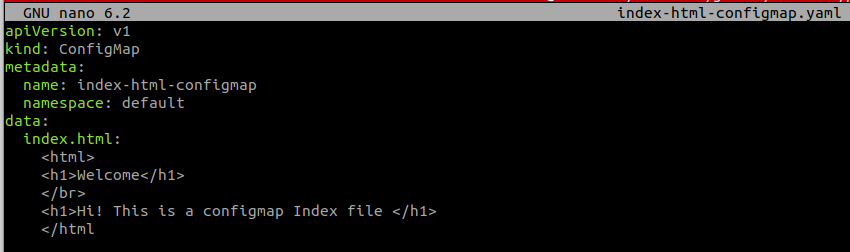 GNU nano 6.2 index-html-configmap.yaml
apiVersion: v1
kind: ConfigMap
metadata:
  name: index-html-configmap
  namespace: default
data:
  index.html:
    <html>
    <h1>Welcome</h1>
    </br>
    <h1>Hi! This is a configmap Index file </h1>
    </html